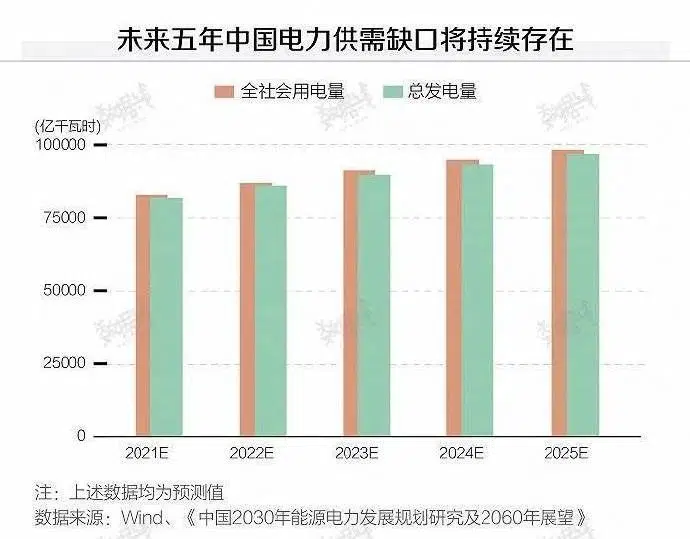 未来五年中国电力供需缺口将持续存在
全社会用电量 总发电量
(亿千瓦时)
100000
75000
50000
25000
0
2021E 2022E 2023E 2024E 2025E
注：上述数据均为预测值
数据来源：Wind、《中国2030年能源电力发展规划研究及2060年展望》